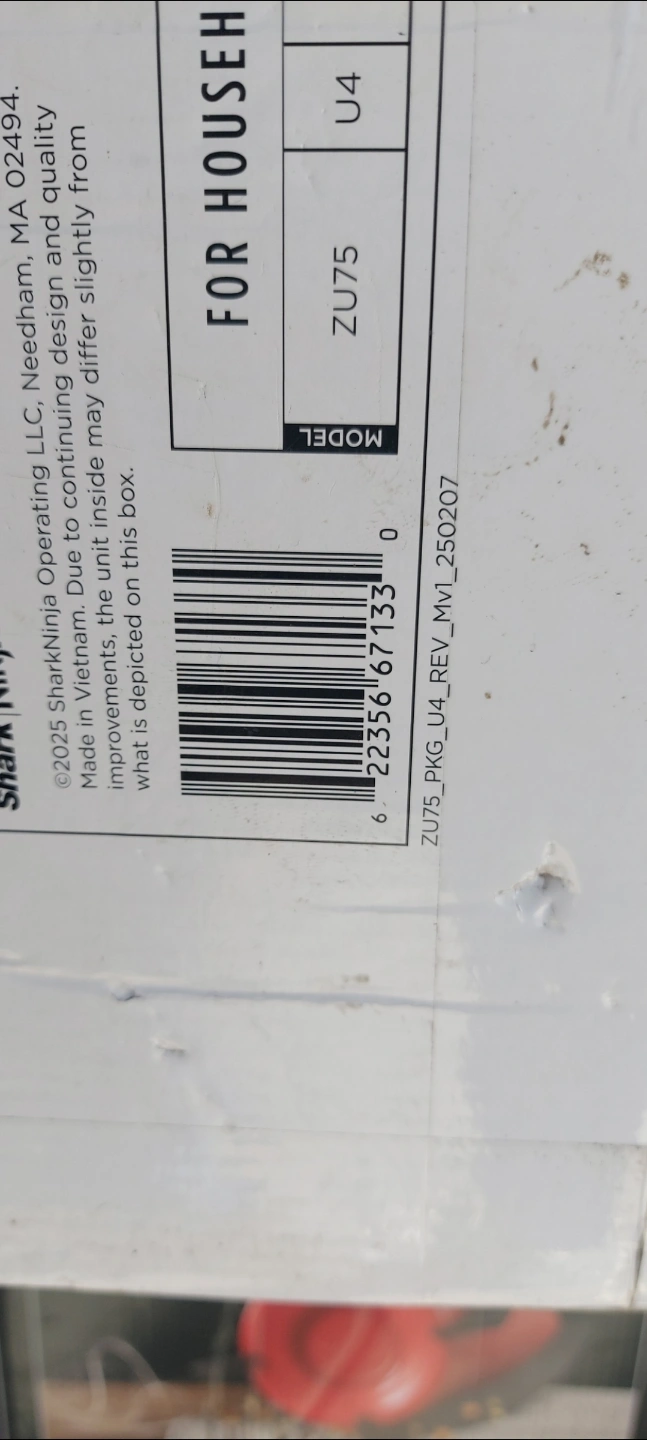 Shark|Ninja
©2025 SharkNinja Operating LLC, Needham, MA 02494.
Made in Vietnam. Due to continuing design and quality
improvements, the unit inside may differ slightly from
what is depicted on this box.
FOR HOUSEH
MODEL ZU75 U4
6 22356 67133 0
ZU75_PKG_U4_REV_Mv1_250207